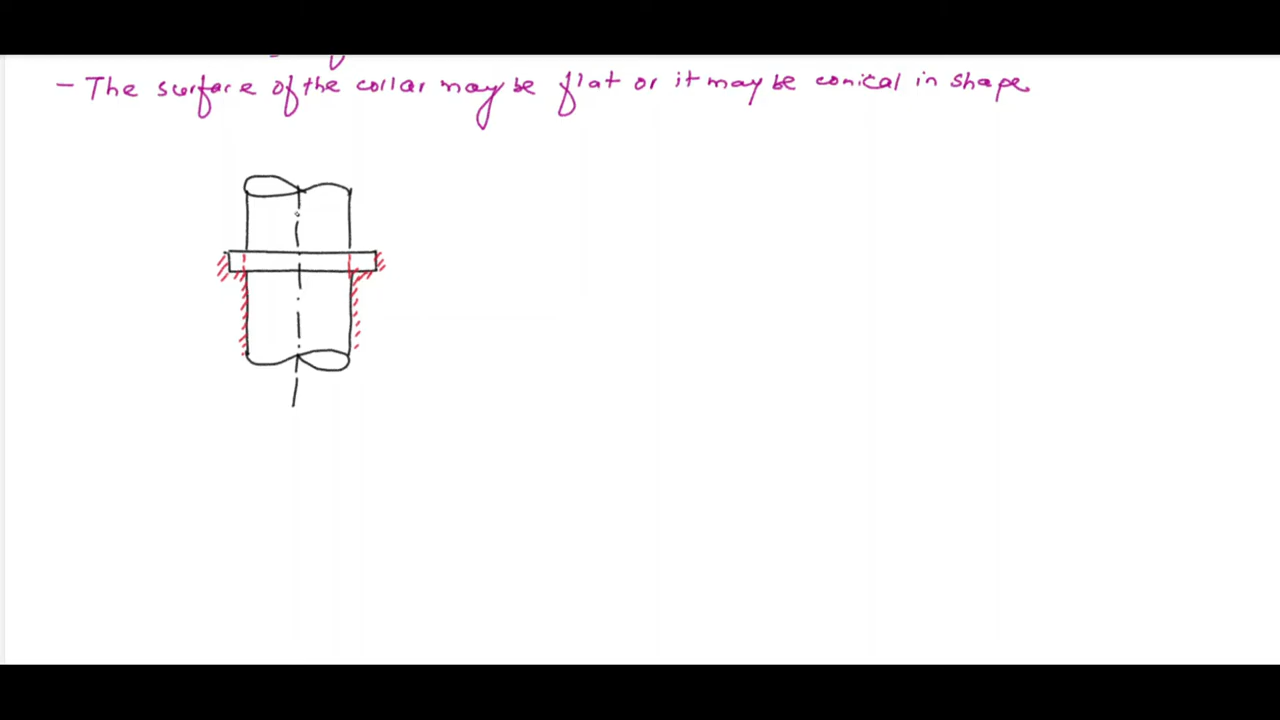 - The surface of the collar may be flat or it may be conical in shape